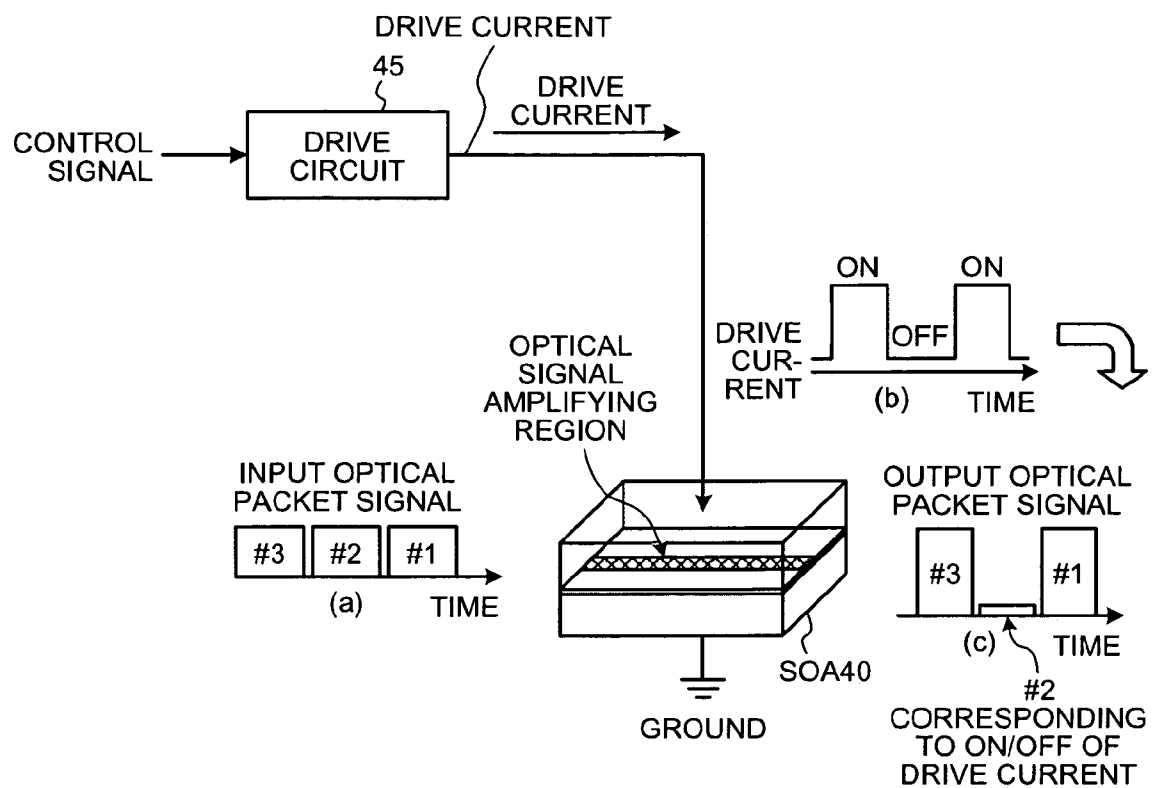 DRIVE CURRENT
45
DRIVE
CURRENT
CONTROL
SIGNAL
DRIVE
CIRCUIT
ON
ON
OFF
DRIVE
CUR-
RENT
(b)
TIME
OPTICAL
SIGNAL
AMPLIFYING
REGION
INPUT OPTICAL
PACKET SIGNAL
#3
#2
#1
(a)
TIME
OUTPUT OPTICAL
PACKET SIGNAL
#3
#1
(c)
TIME
SOA40
GROUND
#2
CORRESPONDING
TO ON/OFF OF
DRIVE CURRENT